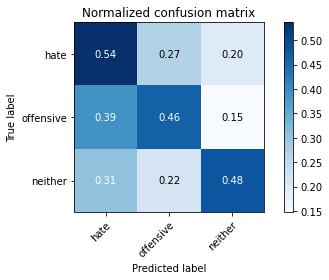 Normalized confusion matrix
True label
hate 0.54 0.27 0.20
offensive 0.39 0.46 0.15
neither 0.31 0.22 0.48
hate offensive neither
Predicted label
0.50
0.45
0.40
0.35
0.30
0.25
0.20
0.15